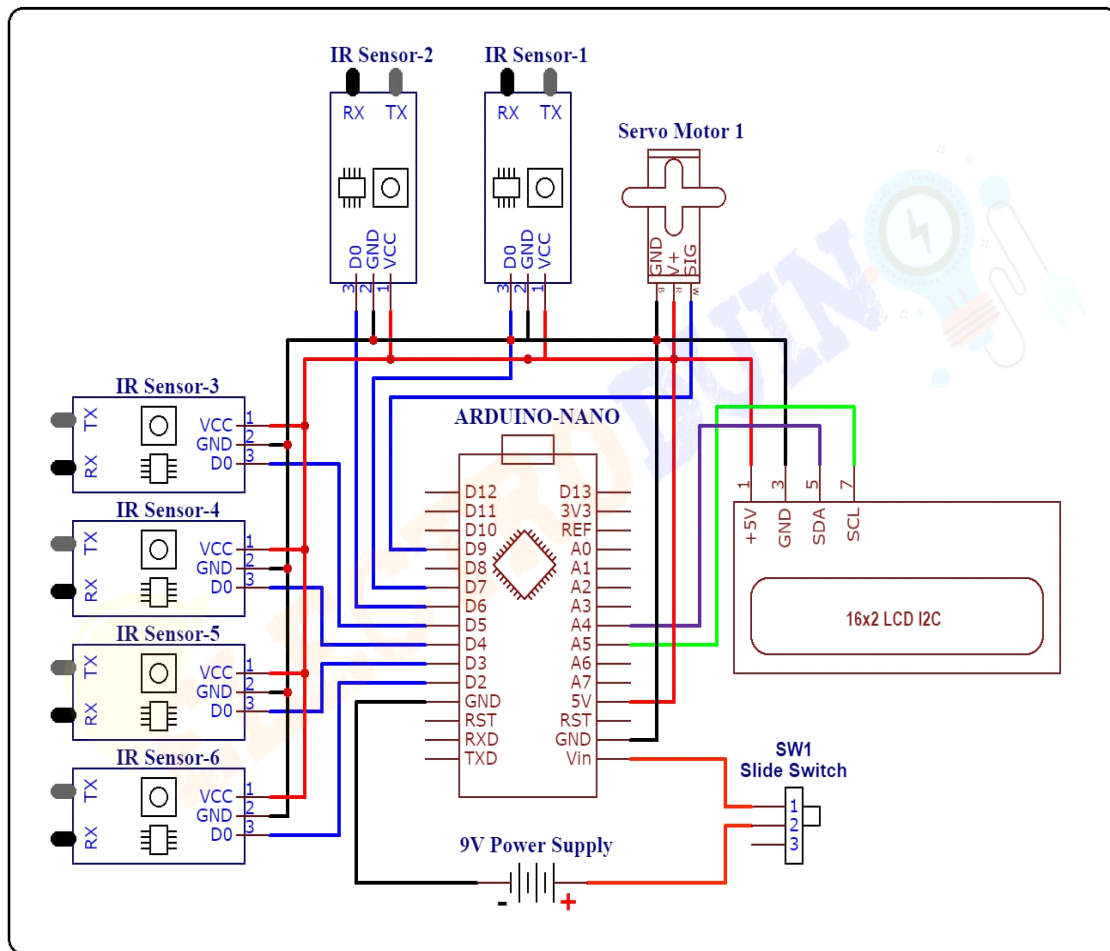 IR Sensor-2
IR Sensor-1
RX TX
RX TX
Servo Motor 1
D0 GND VCC
3 2 1
D0 GND VCC
3 2 1
GND V+ SIG
B R W
ELECTRODUINO
IR Sensor-3
TX
RX
VCC 1
GND 2
D0 3
IR Sensor-4
TX
RX
VCC 1
GND 2
D0 3
IR Sensor-5
TX
RX
VCC 1
GND 2
D0 3
IR Sensor-6
TX
RX
VCC 1
GND 2
D0 3
ARDUINO-NANO
D12 D13
D11 3V3
D10 REF
D9 A0
D8 A1
D7 A2
D6 A3
D5 A4
D4 A5
D3 A6
D2 A7
GND 5V
RST RST
RXD GND
TXD Vin
1 3 5 7
+5V GND SDA SCL
16x2 LCD I2C
SW1
Slide Switch
1
2
3
9V Power Supply
- +